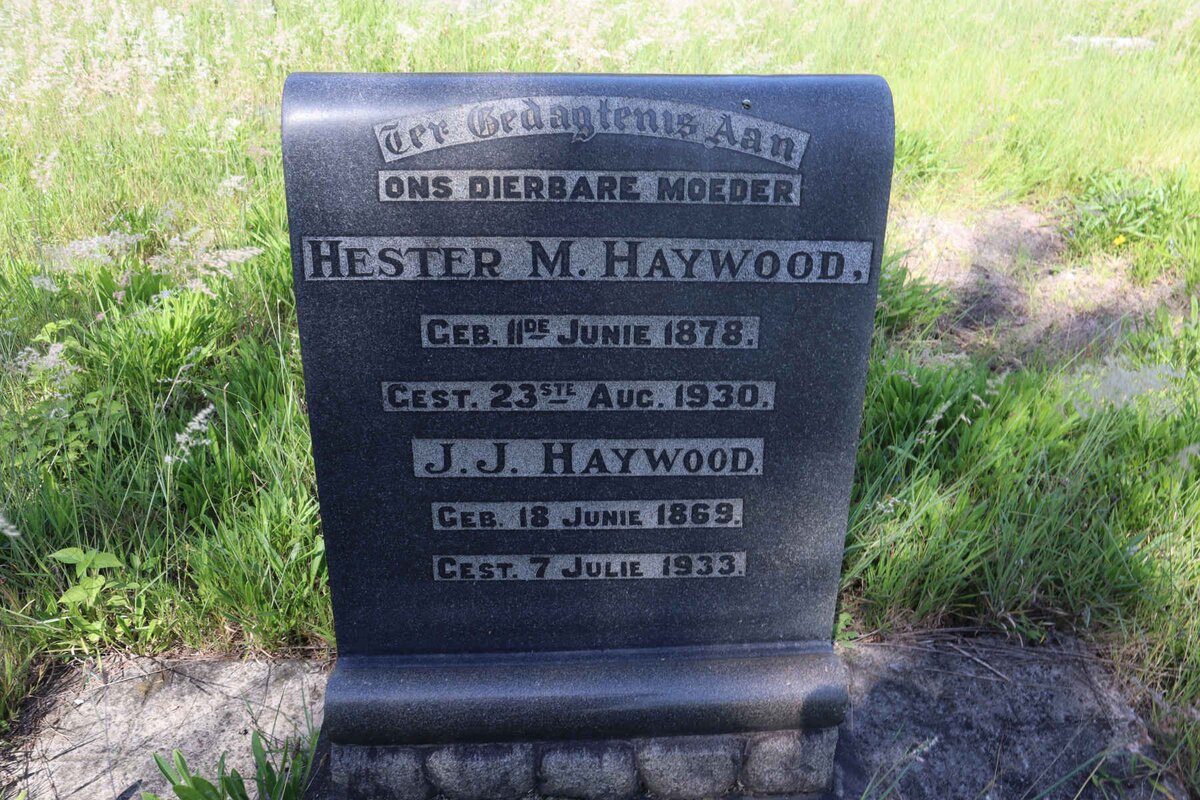 Ter Gedagtenis Aan
ONS DIERBARE MOEDER
HESTER M. HAYWOOD,
GEB. 11DE JUNIE 1878.
GEST. 23STE AUG. 1930.
J.J. HAYWOOD,
GEB. 18 JUNIE 1869.
GEST. 7 JULIE 1933.